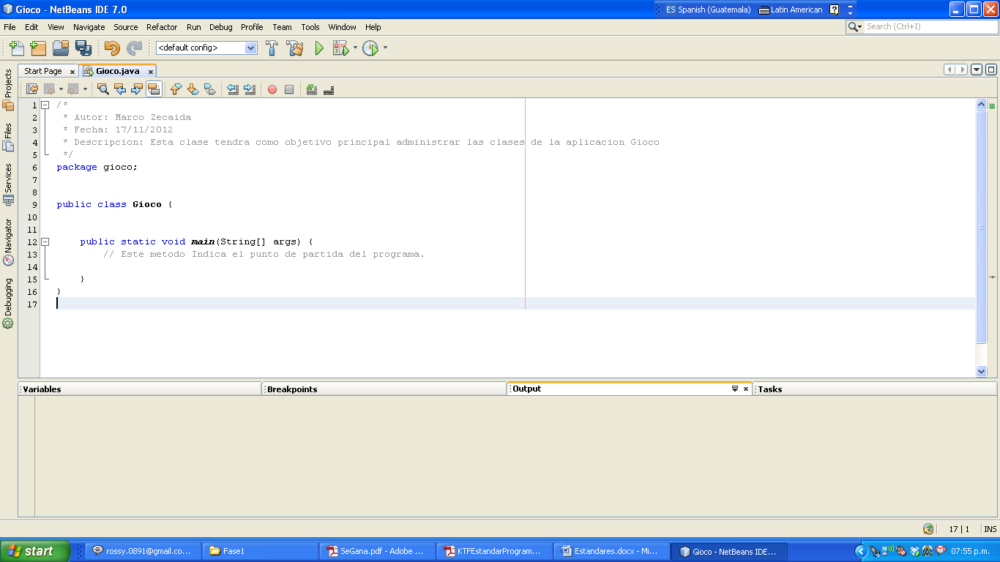 Gioco - NetBeans IDE 7.0
ES Spanish (Guatemala) Latin American
File Edit View Navigate Source Refactor Run Debug Profile Team Tools Window Help
Search (Ctrl+I)
<default config>
Start Page Gioco.java
Projects
Files
Services
Navigator
Debugging
1 /*
2 * Autor: Marco Zecaida
3 * Fecha: 17/11/2012
4 * Descripcion: Esta clase tendra como objetivo principal administrar las clases de la aplicacion Gioco
5 */
6 package gioco;
7
8
9 public class Gioco {
10
11
12 public static void main(String[] args) {
13 // Este metodo Indica el punto de partida del programa.
14
15 }
16 }
17
Variables Breakpoints Output Tasks
17 | 1 INS
start rossy.0891@gmail.co... Fase1 SeGana.pdf - Adobe ... KTFEstandarProgram... Estandares.docx - Mi... Gioco - NetBeans IDE... 07:55 p.m.